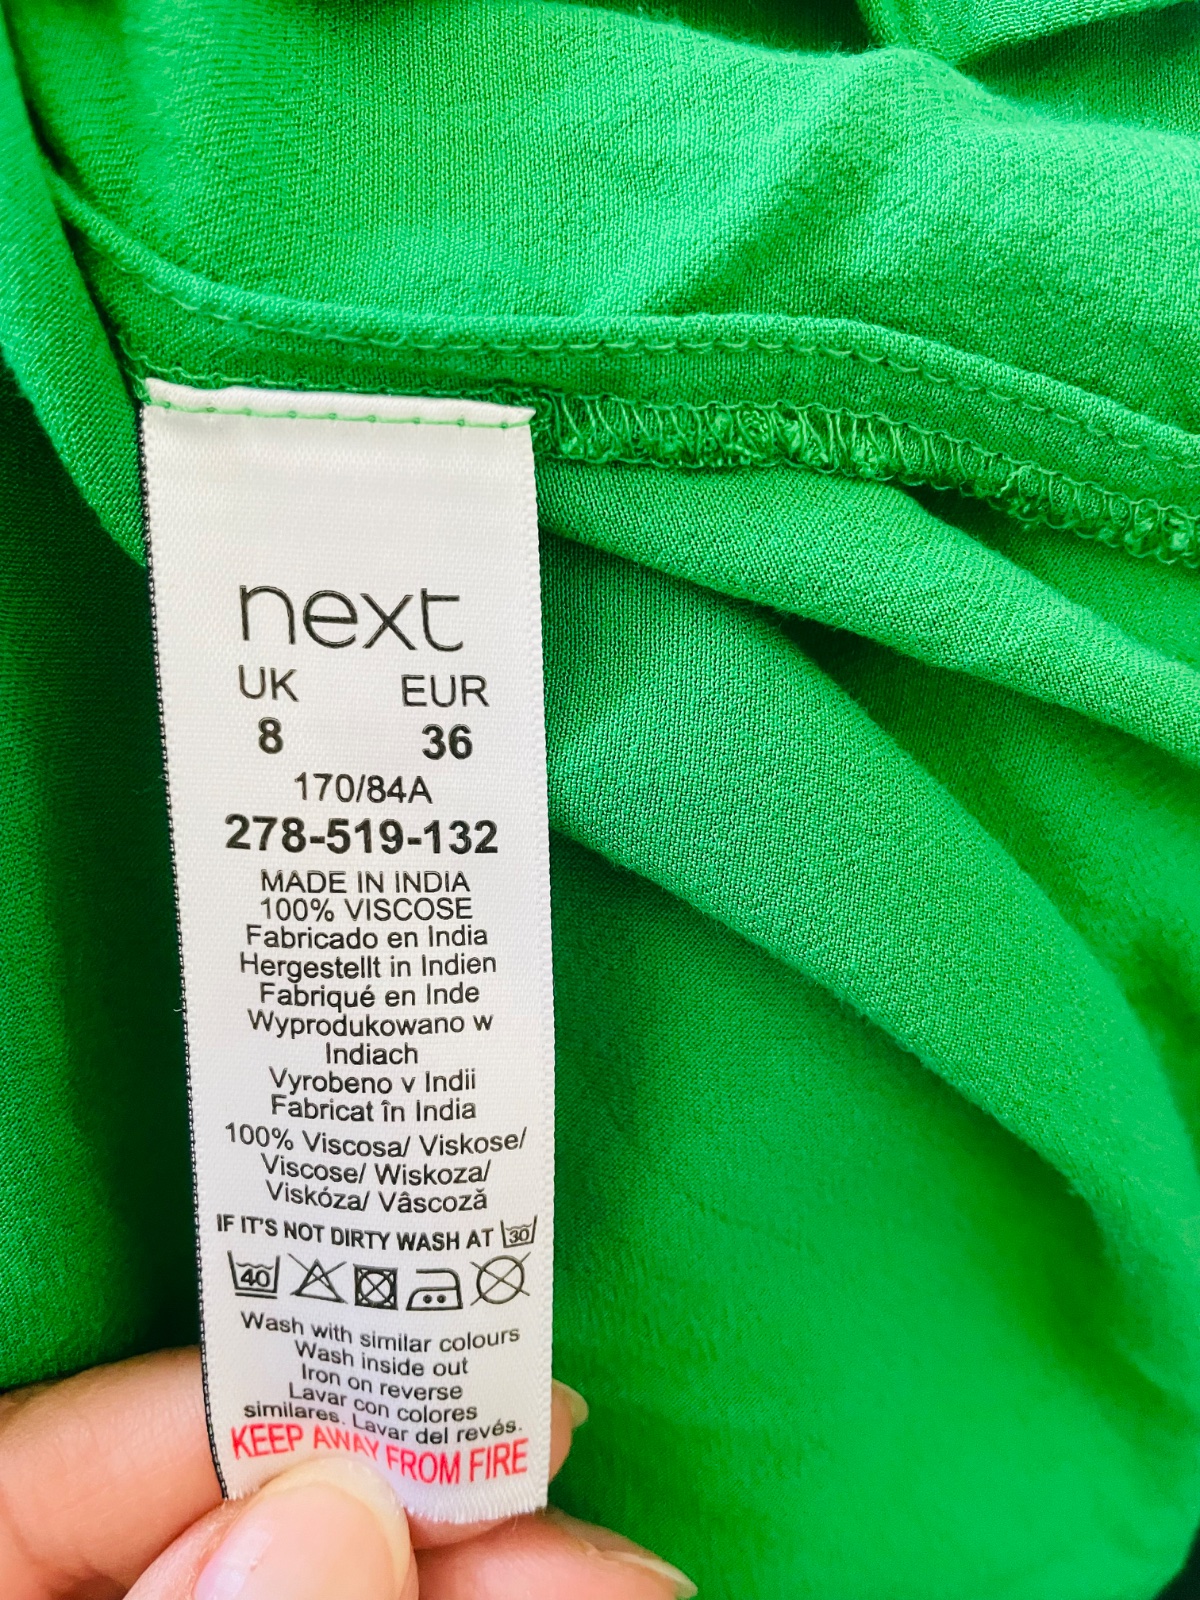 next
UK EUR
8 36
170/84A
278-519-132
MADE IN INDIA
100% VISCOSE
Fabricado en India
Hergestellt in Indien
Fabriqué en Inde
Wyprodukowano w
Indiach
Vyrobeno v Indii
Fabricat în India
100% Viscosa/ Viskose/
Viscose/ Wiskoza/
Viskóza/ Vâscoză
IF IT'S NOT DIRTY WASH AT 30
40
Wash with similar colours
Wash inside out
Iron on reverse
Lavar con colores
similares. Lavar del revés.
KEEP AWAY FROM FIRE